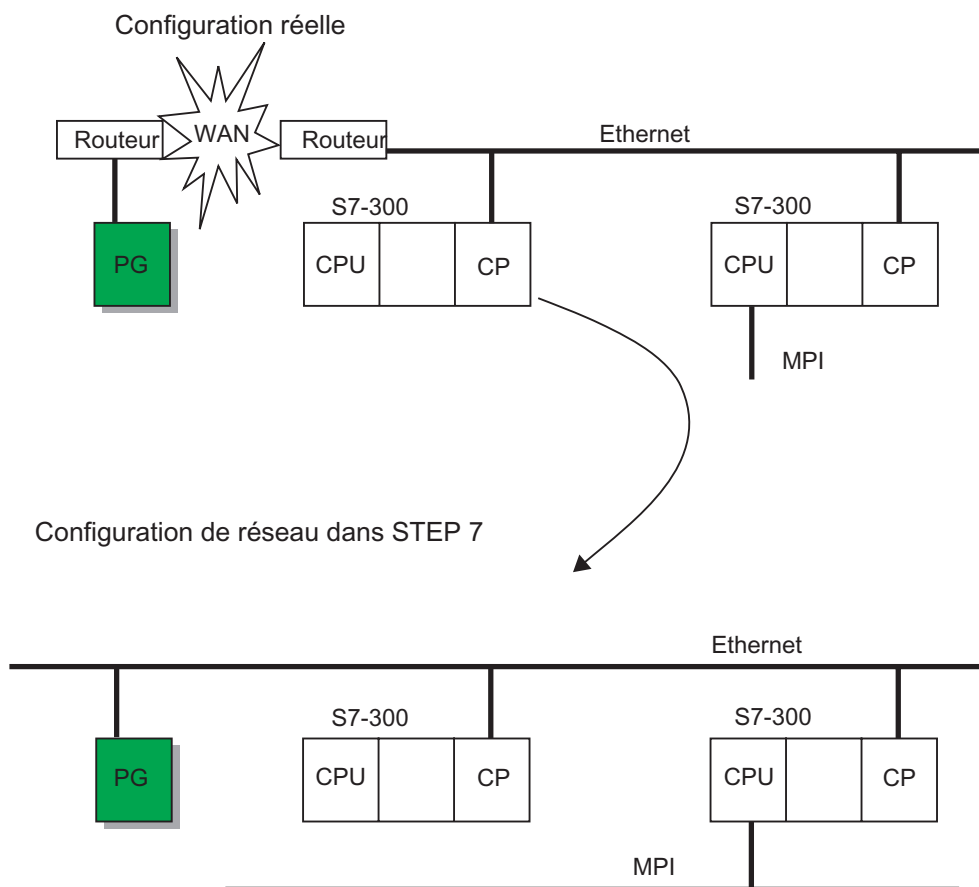 Configuration réelle
Routeur
WAN
Routeur
Ethernet
S7-300
S7-300
PG
CPU
CP
CPU
CP
MPI
Configuration de réseau dans STEP 7
Ethernet
S7-300
S7-300
PG
CPU
CP
CPU
CP
MPI